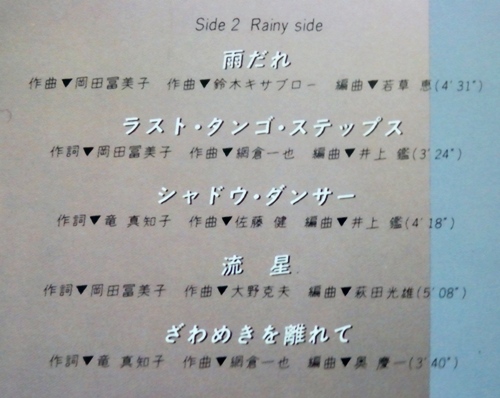 Side 2 Rainy side
雨だれ
作曲▼岡田冨美子 作曲▼鈴木キサブロー 編曲▼若草 恵(4'31")
ラスト・タンゴ・ステップス
作詞▼岡田冨美子 作曲▼網倉一也 編曲▼井上 鑑(3'24")
シャドウ・ダンサー
作詞▼竜 真知子 作曲▼佐藤 健 編曲▼井上 鑑(4'18")
流 星
作詞▼岡田冨美子 作曲▼大野克夫 編曲▼萩田光雄(5'08")
ざわめきを離れて
作詞▼竜 真知子 作曲▼網倉一也 編曲▼奥 慶一(3'40")